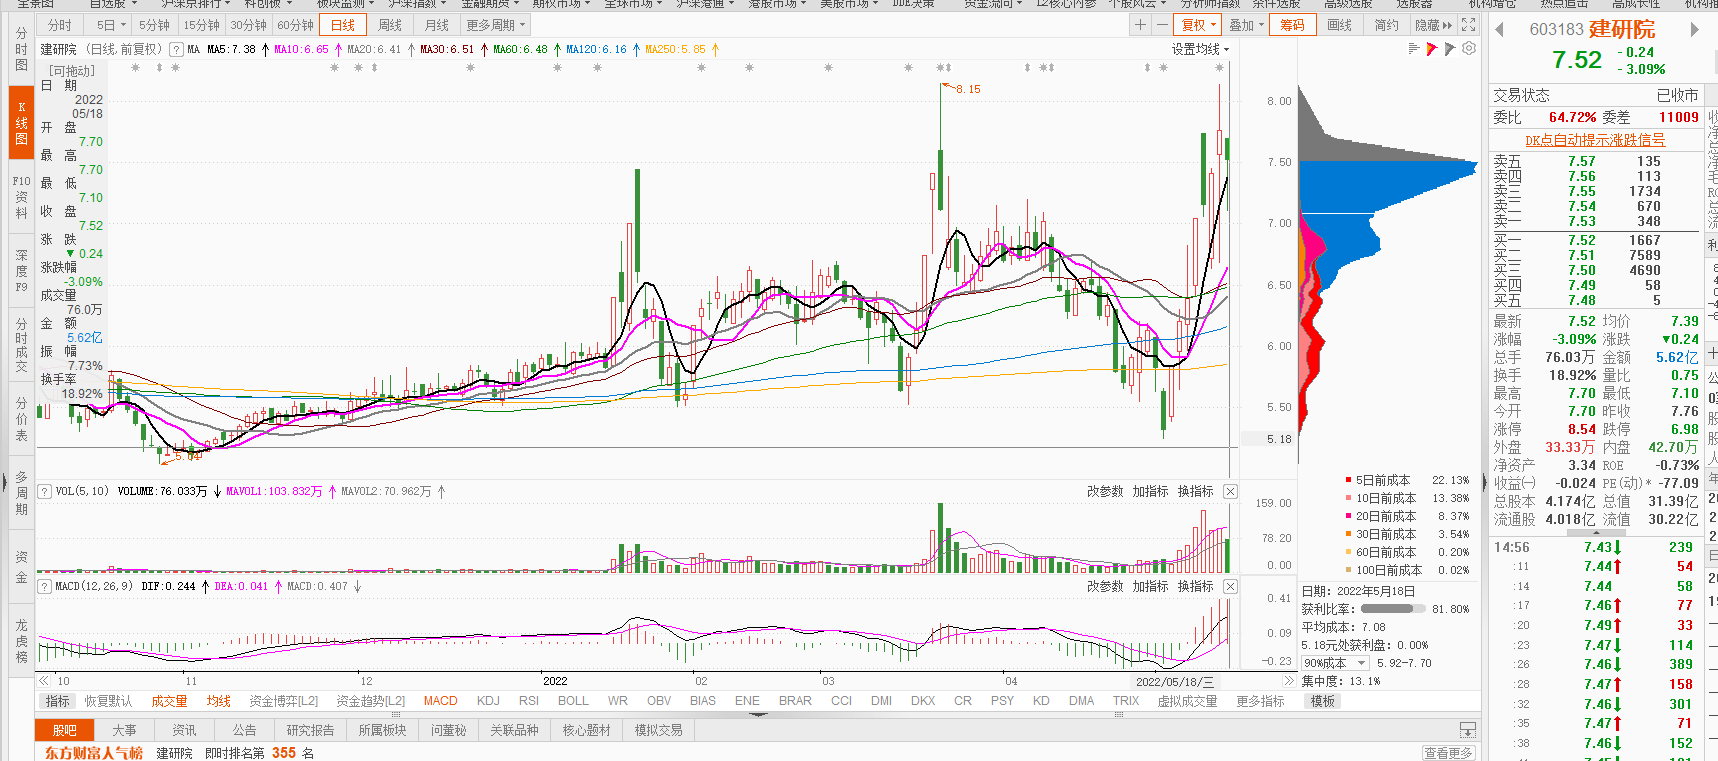 分时 5日 5分钟 15分钟 30分钟 60分钟 日线 周线 月线 更多周期
复权 叠加 筹码 画线 简约 隐藏
建研院 (日线,前复权) ? MA MA5:7.38 MA10:6.65 MA20:6.41 MA30:6.51 MA60:6.48 MA120:6.16 MA250:5.85
设置均线
分时图
K线图
F10资料
深度F9
分时成交
分价表
多周期
资金
龙虎榜
[可拖动]
日 期
2022
05/18
开 盘
7.70
最 高
7.70
最 低
7.10
收 盘
7.52
涨 跌
▼0.24
涨跌幅
-3.09%
成交量
76.0万
金 额
5.62亿
振 幅
7.73%
换手率
18.92%
8.15
8.00
7.50
7.00
6.50
6.00
5.50
5.18
VOL(5,10) VOLUME:76.033万 MAVOL1:103.832万 MAVOL2:70.962万
改参数 加指标 换指标
159.00
78.20
0.00
MACD(12,26,9) DIF:0.244 DEA:0.041 MACD:0.407
改参数 加指标 换指标
0.41
0.09
-0.23
10 11 12 2022 02 03 04 2022/05/18/三
指标 恢复默认 成交量 均线 资金博弈[L2] 资金趋势[L2] MACD KDJ RSI BOLL WR OBV BIAS ENE BRAR CCI DMI DKX CR PSY KD DMA TRIX 虚拟成交量 更多指标 模板
股吧 大事 资讯 公告 研究报告 所属板块 问董秘 关联品种 核心题材 模拟交易
东方财富人气榜 建研院 即时排名第 355 名
查看更多
5日前成本 22.13%
10日前成本 13.38%
20日前成本 8.37%
30日前成本 3.54%
60日前成本 0.20%
100日前成本 0.02%
日期: 2022年5月18日
获利比率: 81.80%
平均成本: 7.08
5.18元处获利盘: 0.00%
90%成本 5.92-7.70
集中度: 13.1%
603183 建研院
7.52 -0.24
-3.09%
交易状态 已收市
委比 64.72% 委差 11009
DK点自动提示涨跌信号
卖五 7.57 135
卖四 7.56 113
卖三 7.55 1734
卖二 7.54 670
卖一 7.53 348
买一 7.52 1667
买二 7.51 7589
买三 7.50 4690
买四 7.49 58
买五 7.48 5
最新 7.52 均价 7.39
涨幅 -3.09% 涨跌 ▼0.24
总手 76.03万 金额 5.62亿
换手 18.92% 量比 0.75
最高 7.70 最低 7.10
今开 7.70 昨收 7.76
涨停 8.54 跌停 6.98
外盘 33.33万 内盘 42.70万
净资产 3.34 ROE -0.73%
收益㈠ -0.024 PE(动)* -77.09
总股本 4.174亿 总值 31.39亿
流通股 4.018亿 流值 30.22亿
14:56 7.43 239
:11 7.44 54
:14 7.44 58
:17 7.46 77
:20 7.49 33
:23 7.47 114
:26 7.46 389
:28 7.47 158
:32 7.46 301
:35 7.47 71
:38 7.46 152